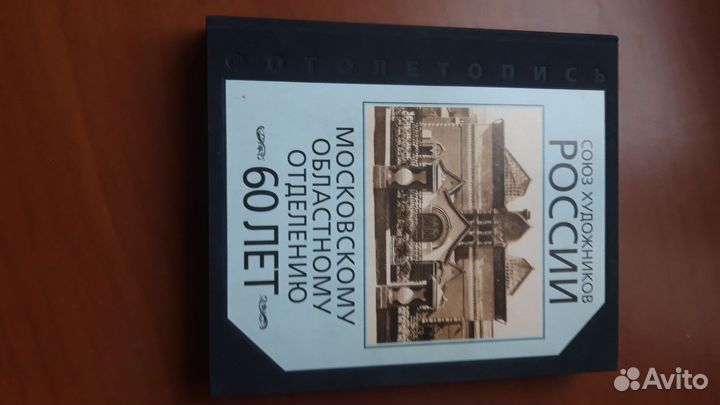 ФОТОЛЕТОПИСЬ
СОЮЗ ХУДОЖНИКОВ
РОССИИ
МОСКОВСКОМУ
ОБЛАСТНОМУ
ОТДЕЛЕНИЮ
60 ЛЕТ
Avito